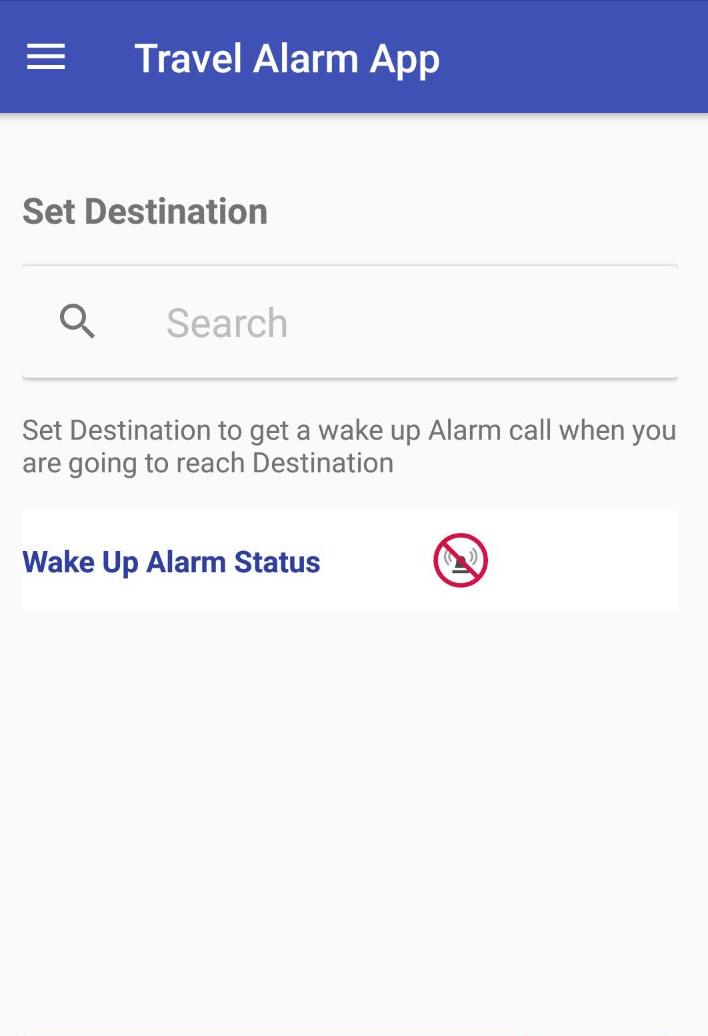 Travel Alarm App
Set Destination
Search
Set Destination to get a wake up Alarm call when you
are going to reach Destination
Wake Up Alarm Status